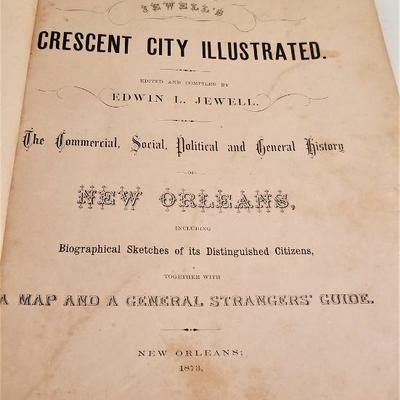 JEWELL'S
CRESCENT CITY ILLUSTRATED.
EDITED AND COMPILED BY
EDWIN L. JEWELL.
The Commercial, Social, Political and General History
OF
NEW ORLEANS,
INCLUDING
Biographical Sketches of its Distinguished Citizens,
TOGETHER WITH
A MAP AND A GENERAL STRANGERS' GUIDE.
NEW ORLEANS:
1873.